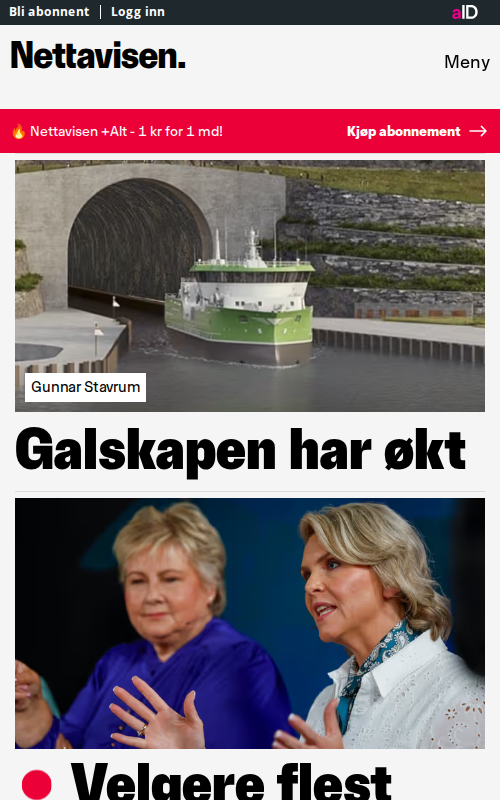 Bli abonnent | Logg inn
aID
Nettavisen.
Meny
🔥 Nettavisen +Alt - 1 kr for 1 md!
Kjøp abonnement →
Gunnar Stavrum
Galskapen har økt
Velgere flest